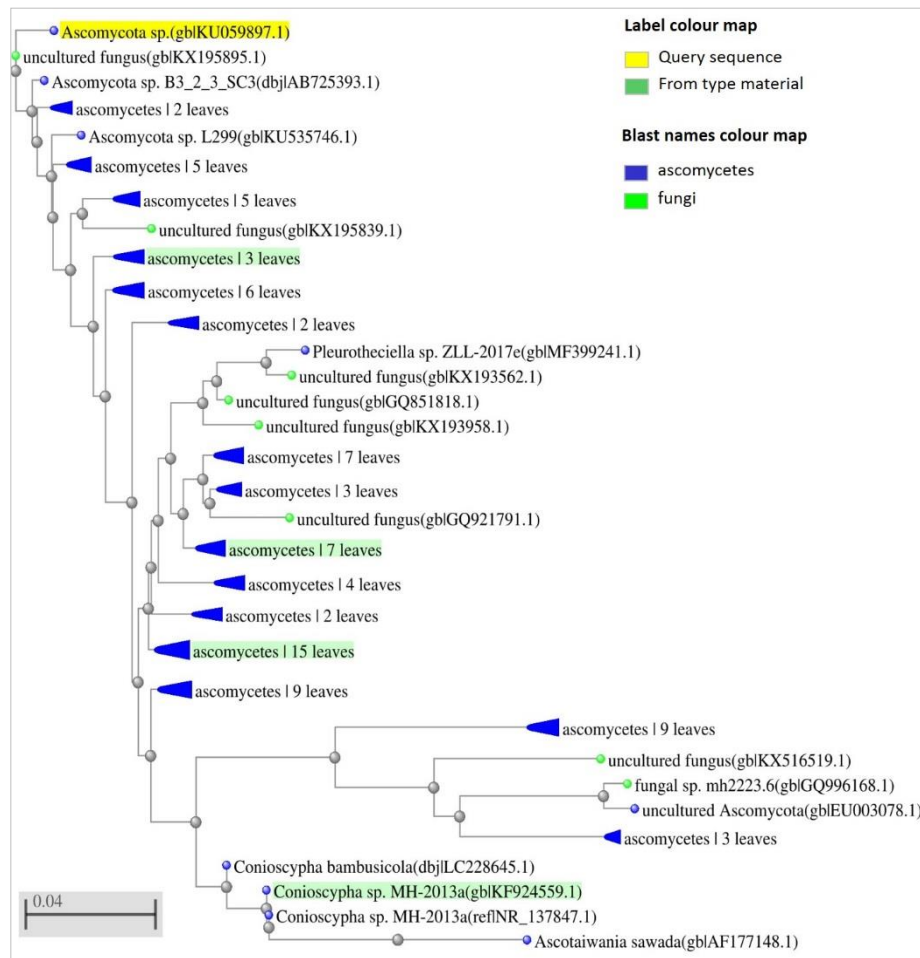 Ascomycota sp.(gb|KU059897.1)
uncultured fungus(gb|KX195895.1)
Ascomycota sp. B3_2_3_SC3(dbj|AB725393.1)
ascomycetes | 2 leaves
Ascomycota sp. L299(gb|KU535746.1)
ascomycetes | 5 leaves
ascomycetes | 5 leaves
uncultured fungus(gb|KX195839.1)
ascomycetes | 3 leaves
ascomycetes | 6 leaves
ascomycetes | 2 leaves
Pleurotheciella sp. ZLL-2017e(gb|MF399241.1)
uncultured fungus(gb|KX193562.1)
uncultured fungus(gb|GQ851818.1)
uncultured fungus(gb|KX193958.1)
ascomycetes | 7 leaves
ascomycetes | 3 leaves
uncultured fungus(gb|GQ921791.1)
ascomycetes | 7 leaves
ascomycetes | 4 leaves
ascomycetes | 2 leaves
ascomycetes | 15 leaves
ascomycetes | 9 leaves
ascomycetes | 9 leaves
uncultured fungus(gb|KX516519.1)
fungal sp. mh2223.6(gb|GQ996168.1)
uncultured Ascomycota(gb|EU003078.1)
ascomycetes | 3 leaves
Conioscypha bambusicola(dbj|LC228645.1)
Conioscypha sp. MH-2013a(gb|KF924559.1)
Conioscypha sp. MH-2013a(ref|NR_137847.1)
Ascotaiwania sawada(gb|AF177148.1)
0.04
Label colour map
Query sequence
From type material
Blast names colour map
ascomycetes
fungi